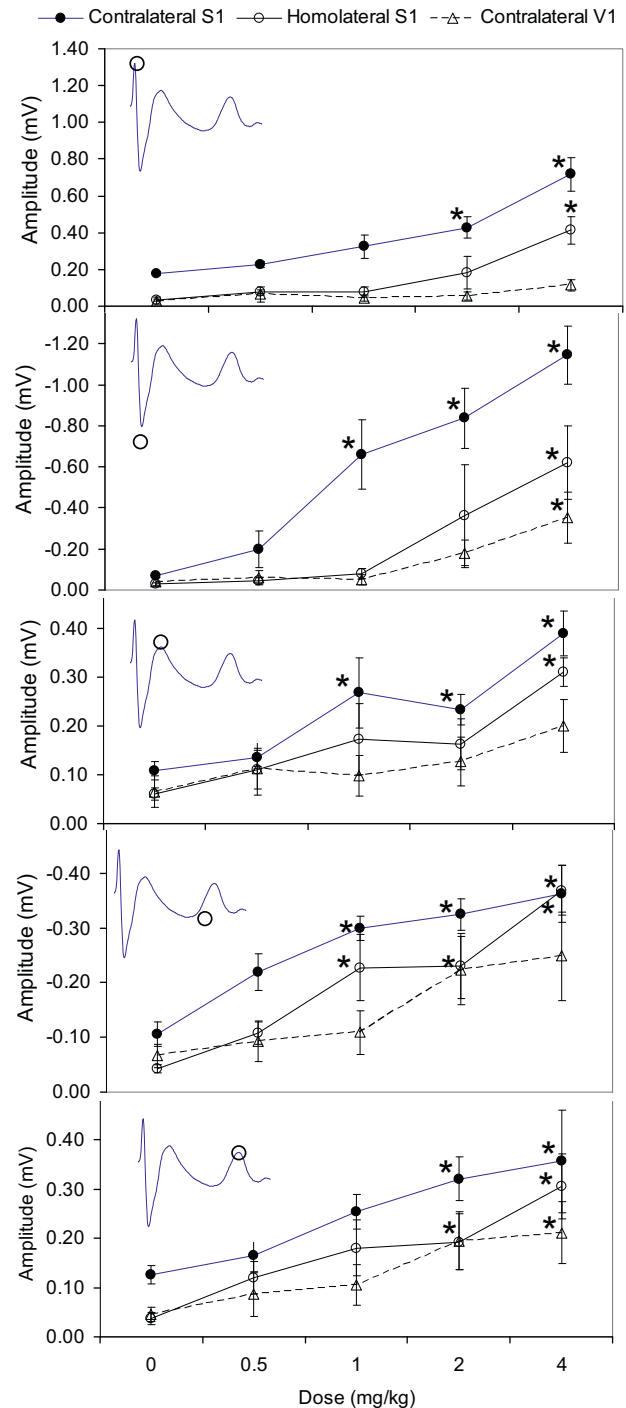 Contralateral S1 Homolateral S1 Contralateral V1
1.40
1.20
1.00
0.80
0.60
0.40
0.20
0.00
Amplitude (mV)
* * *
-1.20
-1.00
-0.80
-0.60
-0.40
-0.20
0.00
Amplitude (mV)
* * * * *
0.40
0.30
0.20
0.10
0.00
Amplitude (mV)
* * * *
-0.40
-0.30
-0.20
-0.10
0.00
Amplitude (mV)
* * * * * *
0.40
0.30
0.20
0.10
0.00
Amplitude (mV)
* * * * *
0 0.5 1 2 4
Dose (mg/kg)